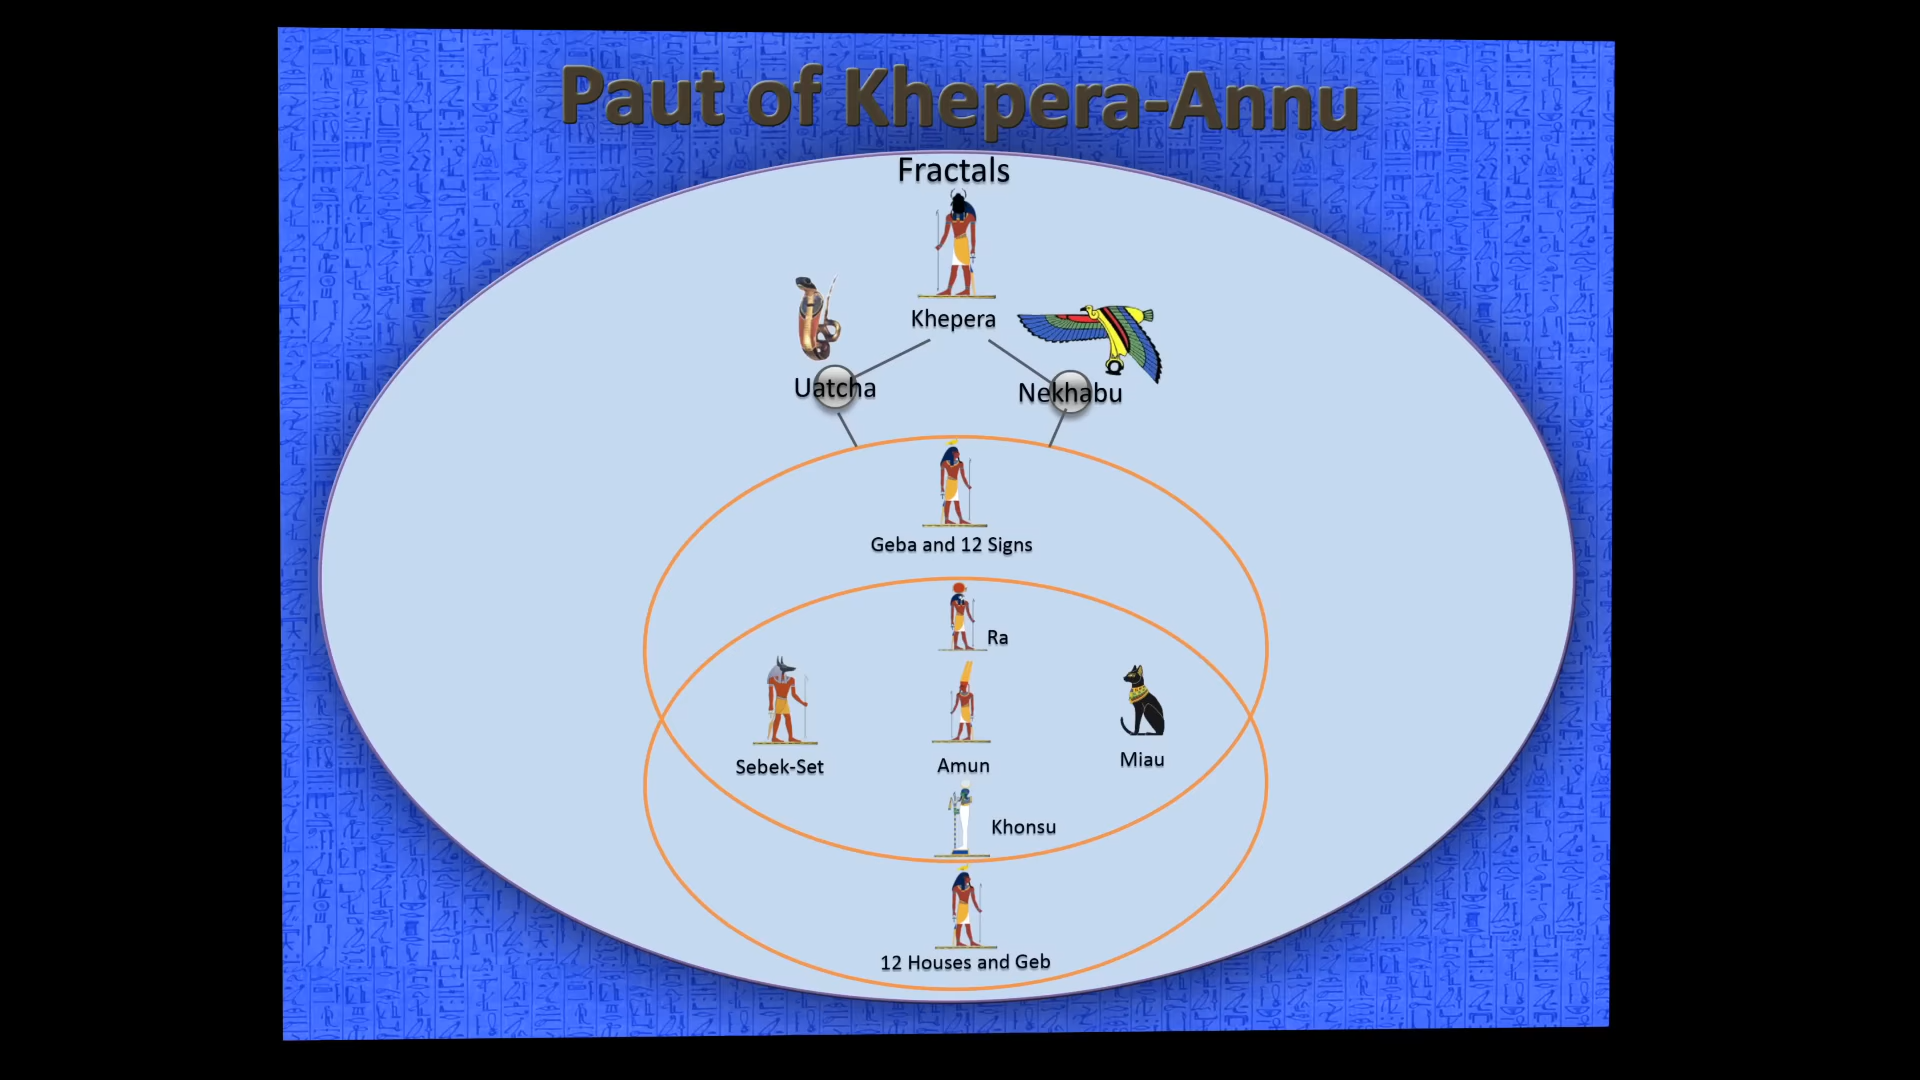 Paut of Khepera-Annu
Fractals
Khepera
Uatcha
Nekhabu
Geba and 12 Signs
Ra
Sebek-Set
Amun
Miau
Khonsu
12 Houses and Geb